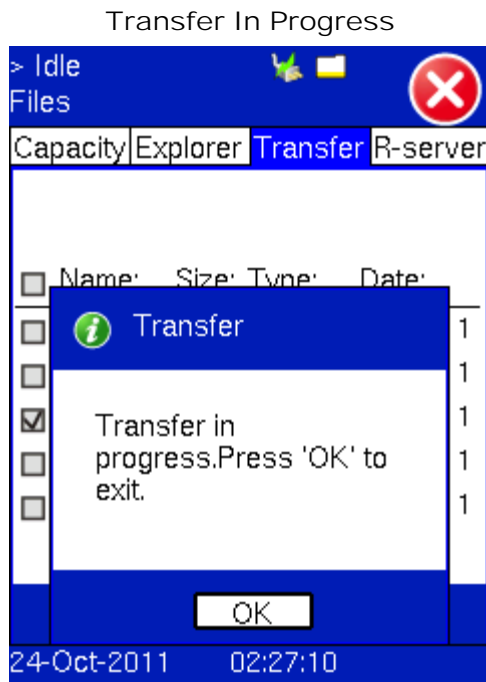 Transfer In Progress
> Idle
Files
Capacity Explorer Transfer R-server
Name: Size: Type: Date:
Transfer
1
1
Transfer in
1
progress.Press 'OK' to
1
exit.
1
OK
24-Oct-2011 02:27:10